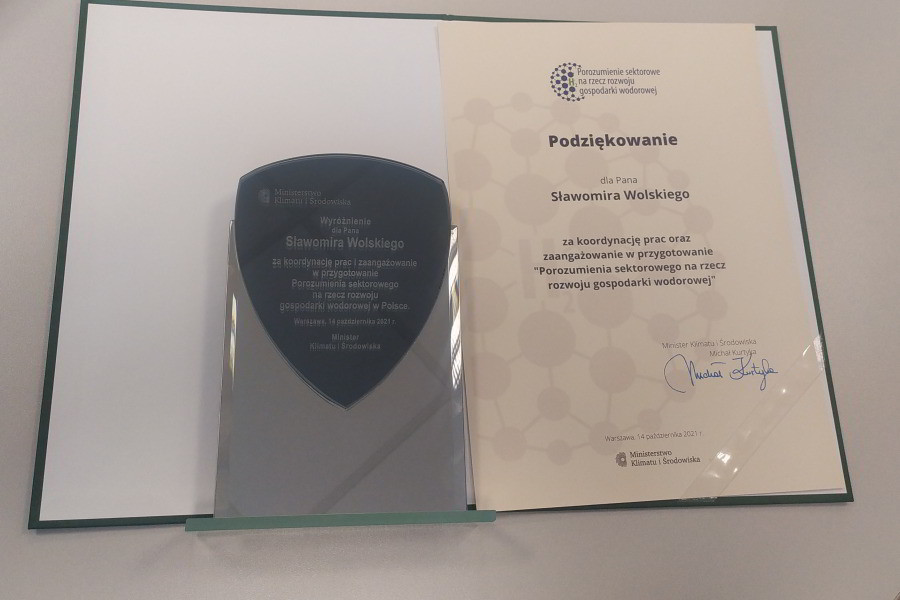 Ministerstwo
Klimatu i Środowiska
Wyróżnienie
dla Pana
Sławomira Wolskiego
za koordynację prac i zaangażowanie
w przygotowanie
Porozumienia sektorowego
na rzecz rozwoju
gospodarki wodorowej w Polsce.
Warszawa, 14 października 2021 r.
Minister
Klimatu i Środowiska
Porozumienie sektorowe
na rzecz rozwoju
gospodarki wodorowej
Podziękowanie
dla Pana
Sławomira Wolskiego
za koordynację prac oraz
zaangażowanie w przygotowanie
"Porozumienia sektorowego na rzecz
rozwoju gospodarki wodorowej"
Minister Klimatu i Środowiska
Michał Kurtyka
Michał Kurtyka
Warszawa, 14 października 2021 r.
Ministerstwo
Klimatu i Środowiska